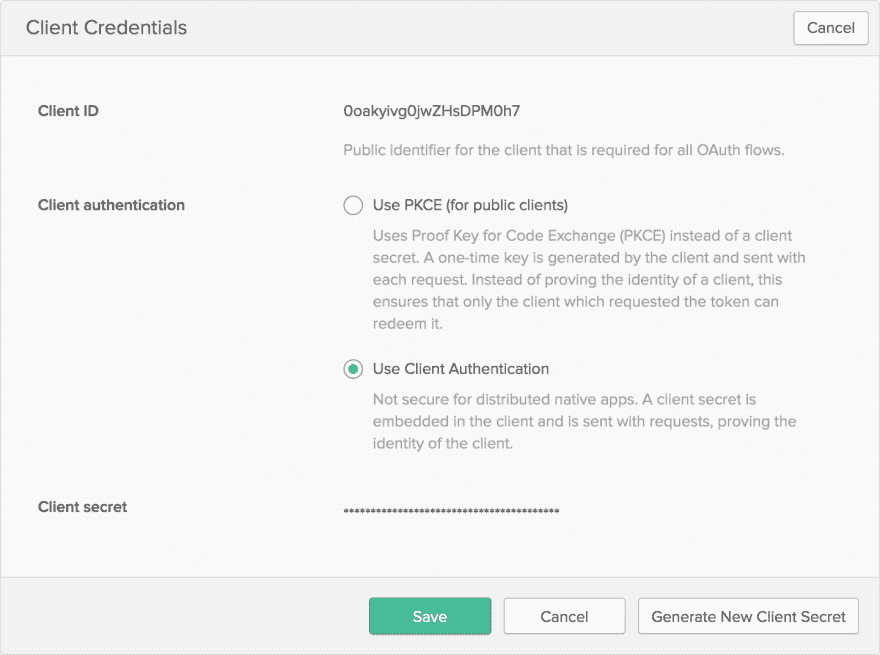 Client Credentials
Cancel
Client ID
0oakyivg0jwZHsDPM0h7
Public identifier for the client that is required for all OAuth flows.
Client authentication
Use PKCE (for public clients)
Uses Proof Key for Code Exchange (PKCE) instead of a client
secret. A one-time key is generated by the client and sent with
each request. Instead of proving the identity of a client, this
ensures that only the client which requested the token can
redeem it.
Use Client Authentication
Not secure for distributed native apps. A client secret is
embedded in the client and is sent with requests, proving the
identity of the client.
Client secret
****************************************
Save
Cancel
Generate New Client Secret